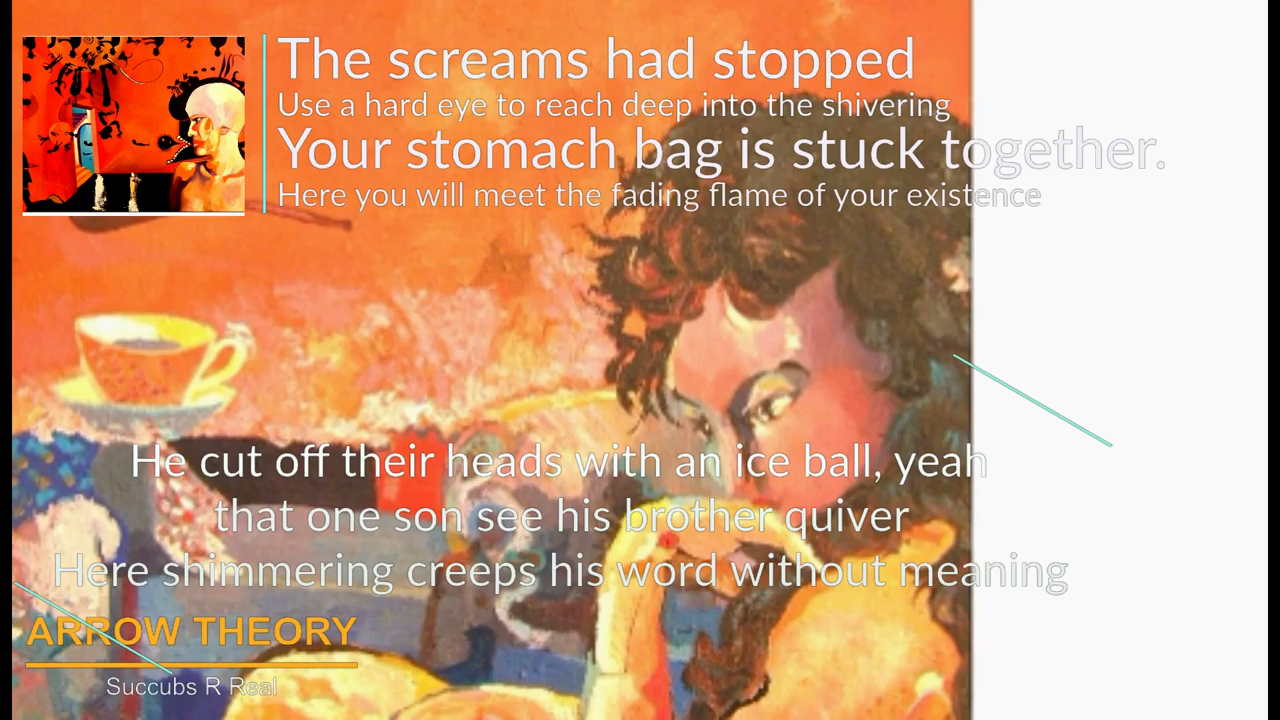 The screams had stopped
Use a hard eye to reach deep into the shivering
Your stomach bag is stuck together.
Here you will meet the fading flame of your existence
He cut off their heads with an ice ball, yeah
that one son see his brother quiver
Here shimmering creeps his word without meaning
ARROW THEORY
Succubs R Real